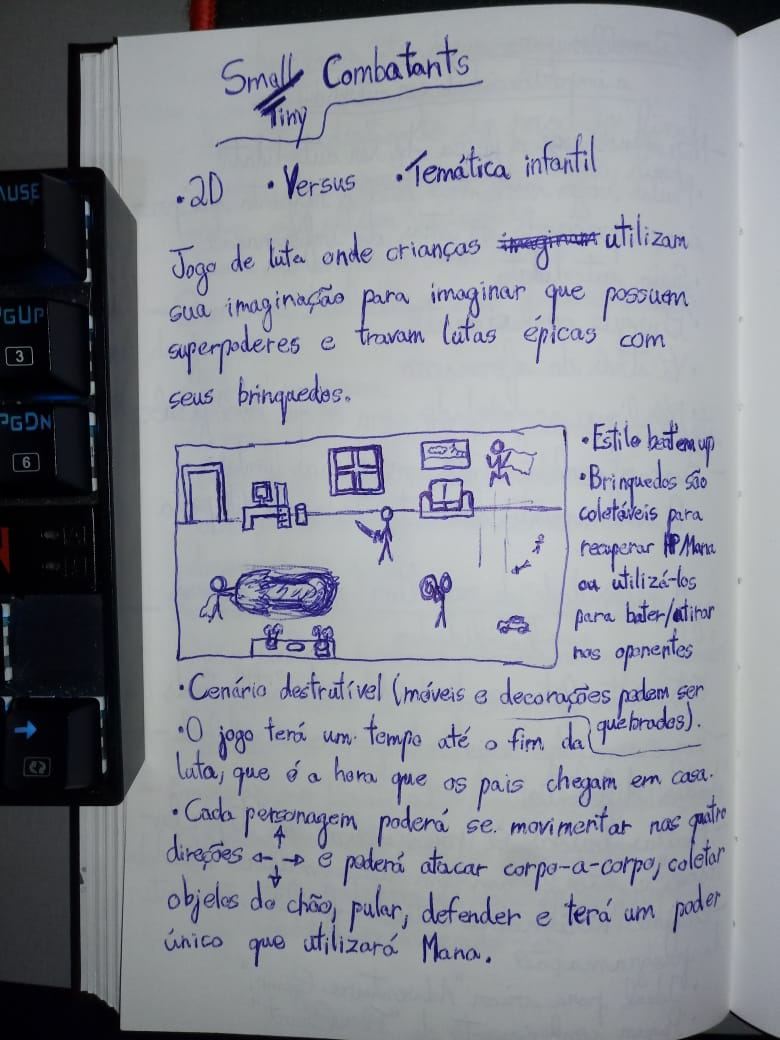 Small Combatants
Tiny
• 2D • Versus • Temática infantil
Jogo de luta onde crianças imaginam utilizam
sua imaginação para imaginar que possuem
superpoderes e travam lutas épicas com
seus brinquedos.
• Estilo beat'em up
• Brinquedos são
coletáveis para
recuperar HP Mana
ou utilizá-los
para bater/atirar
nos oponentes
• Cenário destrutível (móveis e decorações podem ser
quebrados).
• O jogo terá um tempo até o fim da
luta, que é a hora que os pais chegam em casa.
• Cada personagem poderá se movimentar nas quatro
direções ← ↑ → ↓ e poderá atacar corpo-a-corpo, coletar
objetos do chão, pular, defender e terá um poder
único que utilizará Mana.
AUSE
PGUP
3
PGDN
6